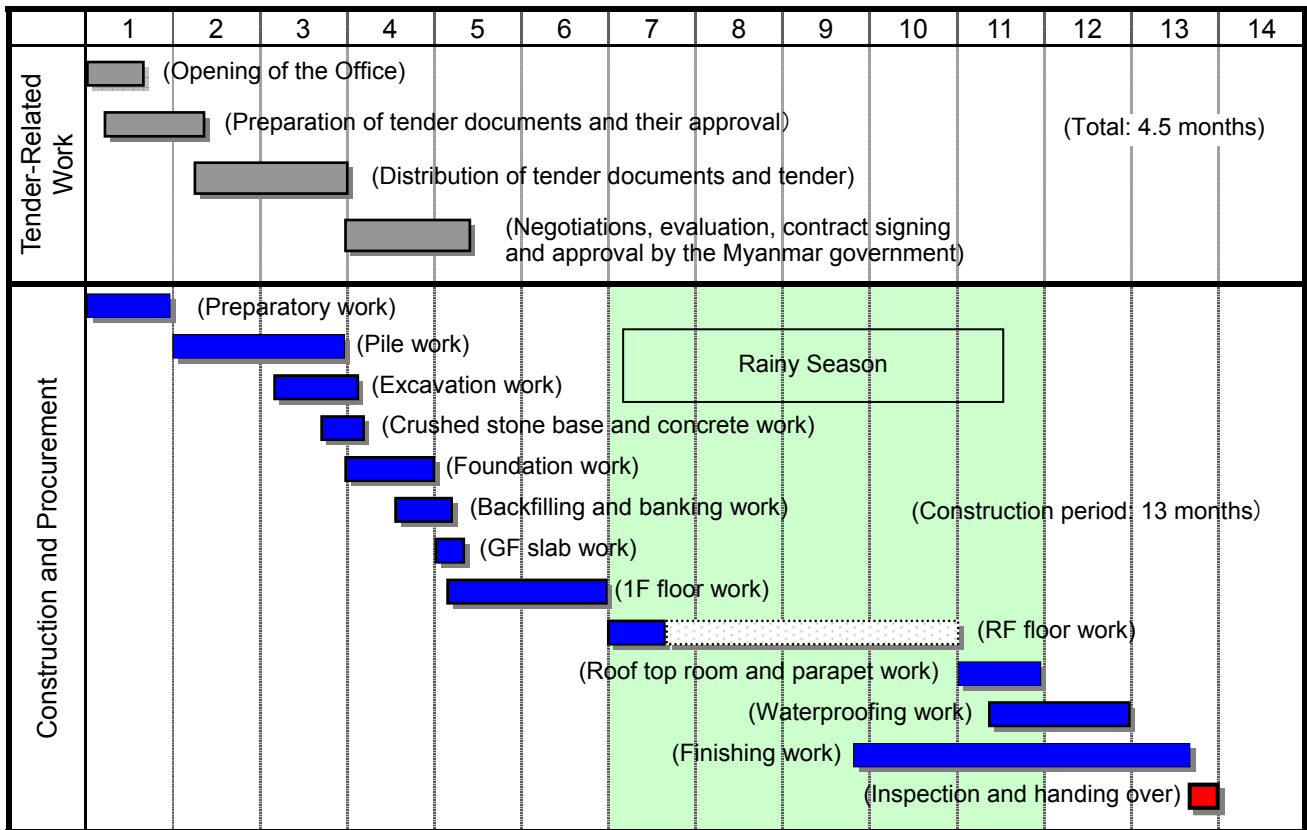 1 2 3 4 5 6 7 8 9 10 11 12 13 14
Tender-Related
Work
(Opening of the Office)
(Preparation of tender documents and their approval)
(Total: 4.5 months)
(Distribution of tender documents and tender)
(Negotiations, evaluation, contract signing
and approval by the Myanmar government)
Construction and Procurement
(Preparatory work)
(Pile work)
Rainy Season
(Excavation work)
(Crushed stone base and concrete work)
(Foundation work)
(Backfilling and banking work)
(Construction period: 13 months)
(GF slab work)
(1F floor work)
(RF floor work)
(Roof top room and parapet work)
(Waterproofing work)
(Finishing work)
(Inspection and handing over)